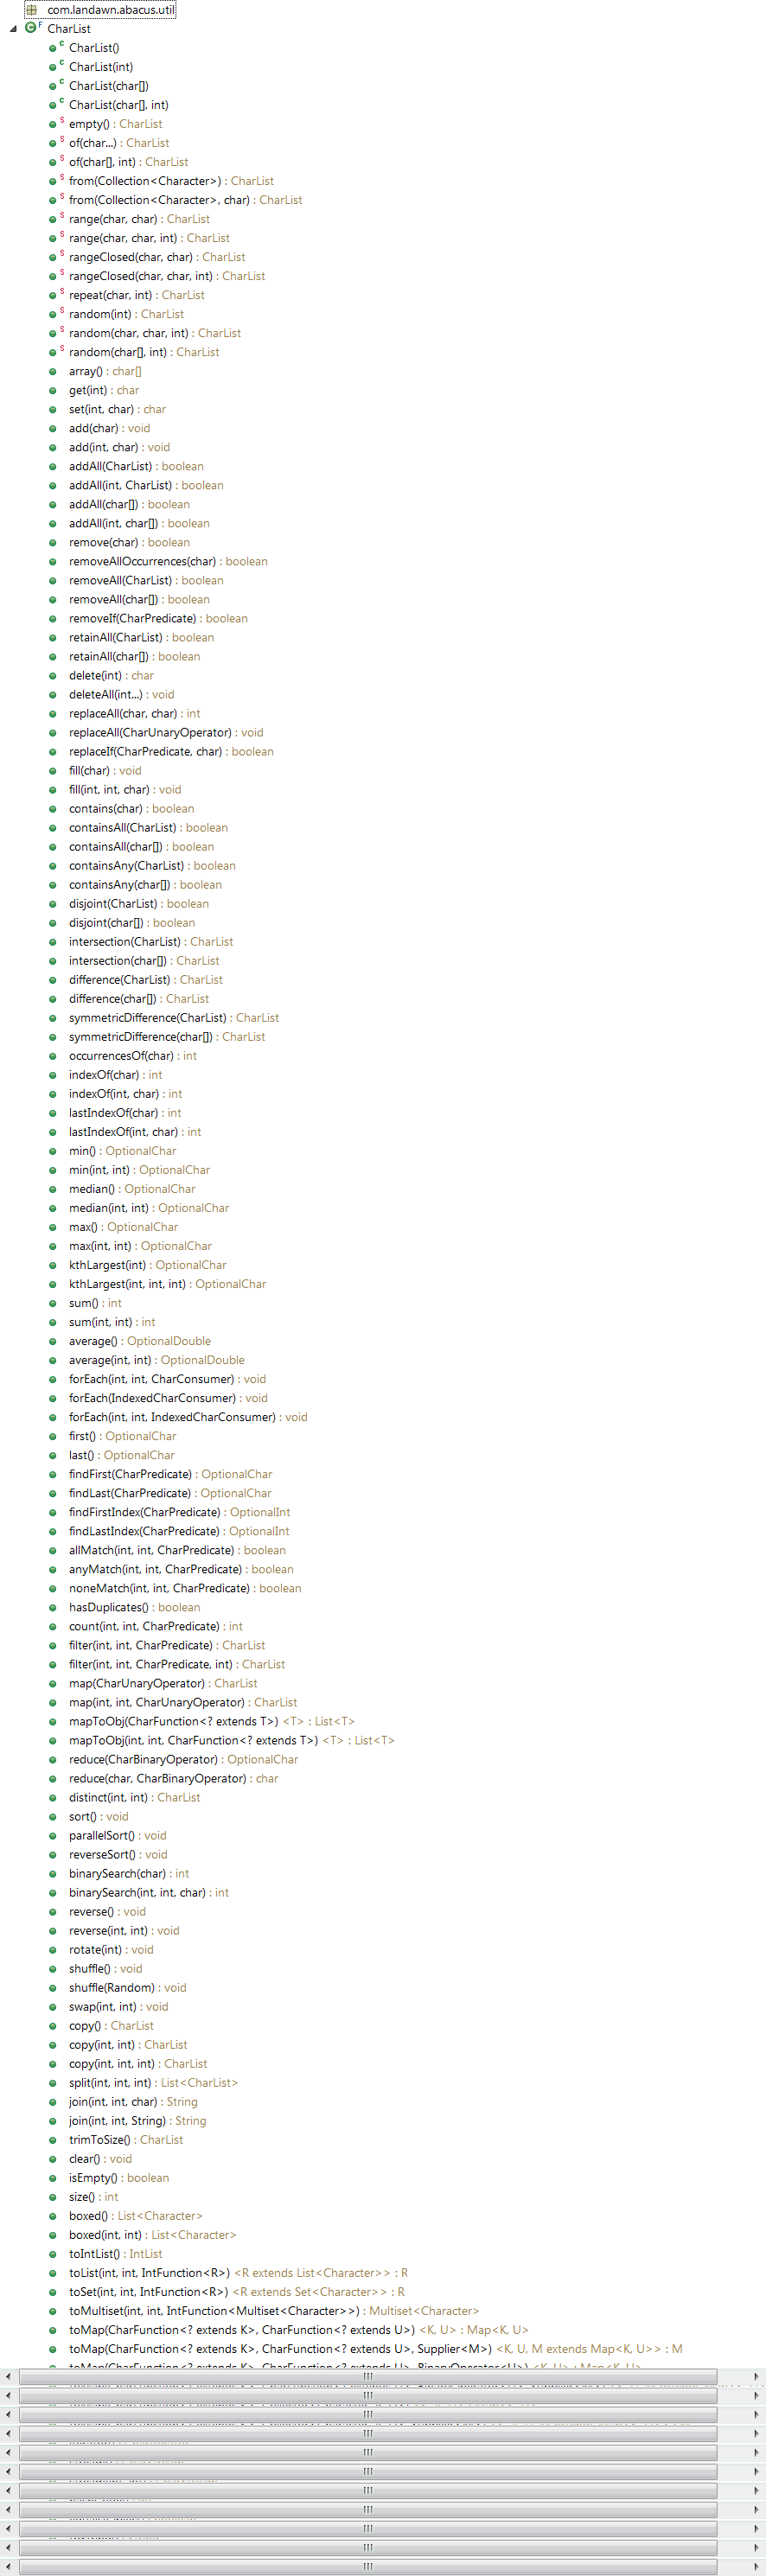 com.landawn.abacus.util
CharList
CharList()
CharList(int)
CharList(char[])
CharList(char[], int)
empty() : CharList
of(char...) : CharList
of(char[], int) : CharList
from(Collection<Character>) : CharList
from(Collection<Character>, char) : CharList
range(char, char) : CharList
range(char, char, int) : CharList
rangeClosed(char, char) : CharList
rangeClosed(char, char, int) : CharList
repeat(char, int) : CharList
random(int) : CharList
random(char, char, int) : CharList
random(char[], int) : CharList
array() : char[]
get(int) : char
set(int, char) : char
add(char) : void
add(int, char) : void
addAll(CharList) : boolean
addAll(int, CharList) : boolean
addAll(char[]) : boolean
addAll(int, char[]) : boolean
remove(char) : boolean
removeAllOccurrences(char) : boolean
removeAll(CharList) : boolean
removeAll(char[]) : boolean
removeIf(CharPredicate) : boolean
retainAll(CharList) : boolean
retainAll(char[]) : boolean
delete(int) : char
deleteAll(int...) : void
replaceAll(char, char) : int
replaceAll(CharUnaryOperator) : void
replaceIf(CharPredicate, char) : boolean
fill(char) : void
fill(int, int, char) : void
contains(char) : boolean
containsAll(CharList) : boolean
containsAll(char[]) : boolean
containsAny(CharList) : boolean
containsAny(char[]) : boolean
disjoint(CharList) : boolean
disjoint(char[]) : boolean
intersection(CharList) : CharList
intersection(char[]) : CharList
difference(CharList) : CharList
difference(char[]) : CharList
symmetricDifference(CharList) : CharList
symmetricDifference(char[]) : CharList
occurrencesOf(char) : int
indexOf(char) : int
indexOf(int, char) : int
lastIndexOf(char) : int
lastIndexOf(int, char) : int
min() : OptionalChar
min(int, int) : OptionalChar
median() : OptionalChar
median(int, int) : OptionalChar
max() : OptionalChar
max(int, int) : OptionalChar
kthLargest(int) : OptionalChar
kthLargest(int, int, int) : OptionalChar
sum() : int
sum(int, int) : int
average() : OptionalDouble
average(int, int) : OptionalDouble
forEach(int, int, CharConsumer) : void
forEach(IndexedCharConsumer) : void
forEach(int, int, IndexedCharConsumer) : void
first() : OptionalChar
last() : OptionalChar
findFirst(CharPredicate) : OptionalChar
findLast(CharPredicate) : OptionalChar
findFirstIndex(CharPredicate) : OptionalInt
findLastIndex(CharPredicate) : OptionalInt
allMatch(int, int, CharPredicate) : boolean
anyMatch(int, int, CharPredicate) : boolean
noneMatch(int, int, CharPredicate) : boolean
hasDuplicates() : boolean
count(int, int, CharPredicate) : int
filter(int, int, CharPredicate) : CharList
filter(int, int, CharPredicate, int) : CharList
map(CharUnaryOperator) : CharList
map(int, int, CharUnaryOperator) : CharList
mapToObj(CharFunction<? extends T>) <T> : List<T>
mapToObj(int, int, CharFunction<? extends T>) <T> : List<T>
reduce(CharBinaryOperator) : OptionalChar
reduce(char, CharBinaryOperator) : char
distinct(int, int) : CharList
sort() : void
parallelSort() : void
reverseSort() : void
binarySearch(char) : int
binarySearch(int, int, char) : int
reverse() : void
reverse(int, int) : void
rotate(int) : void
shuffle() : void
shuffle(Random) : void
swap(int, int) : void
copy() : CharList
copy(int, int) : CharList
copy(int, int, int) : CharList
split(int, int, int) : List<CharList>
join(int, int, char) : String
join(int, int, String) : String
trimToSize() : CharList
clear() : void
isEmpty() : boolean
size() : int
boxed() : List<Character>
boxed(int, int) : List<Character>
toIntList() : IntList
toList(int, int, IntFunction<R>) <R extends List<Character>> : R
toSet(int, int, IntFunction<R>) <R extends Set<Character>> : R
toMultiset(int, int, IntFunction<Multiset<Character>>) : Multiset<Character>
toMap(CharFunction<? extends K>, CharFunction<? extends U>) <K, U> : Map<K, U>
toMap(CharFunction<? extends K>, CharFunction<? extends U>, Supplier<M>) <K, U, M extends Map<K, U>> : M
toMap(CharFunction<? extends K>, CharFunction<? extends U>, BinaryOperator<U>) <K, U> : Map<K, U>